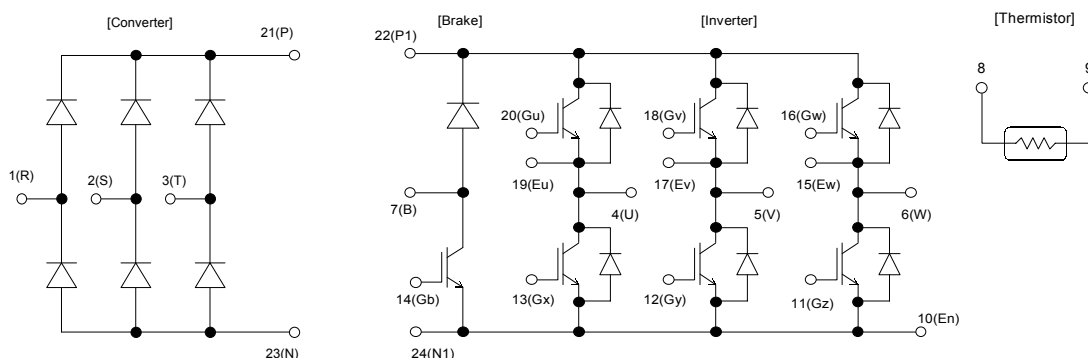 [Converter]
[Brake]
[Inverter]
[Thermistor]
21(P)
22(P1)
8
9
20(Gu)
18(Gv)
16(Gw)
1(R)
2(S)
3(T)
19(Eu)
17(Ev)
15(Ew)
7(B)
4(U)
5(V)
6(W)
14(Gb)
13(Gx)
12(Gy)
11(Gz)
10(En)
23(N)
24(N1)